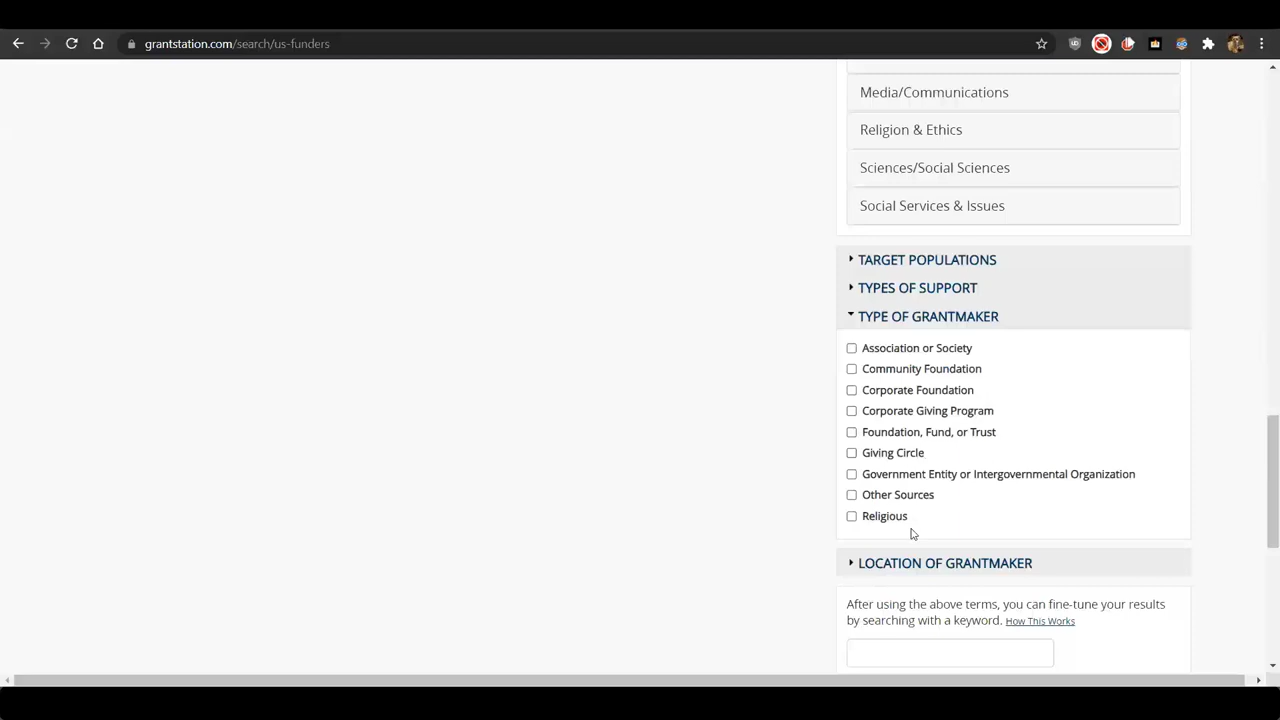 grantstation.com/search/us-funders
Media/Communications
Religion & Ethics
Sciences/Social Sciences
Social Services & Issues
TARGET POPULATIONS
TYPES OF SUPPORT
TYPE OF GRANTMAKER
Association or Society
Community Foundation
Corporate Foundation
Corporate Giving Program
Foundation, Fund, or Trust
Giving Circle
Government Entity or Intergovernmental Organization
Other Sources
Religious
LOCATION OF GRANTMAKER
After using the above terms, you can fine-tune your results
by searching with a keyword. How This Works